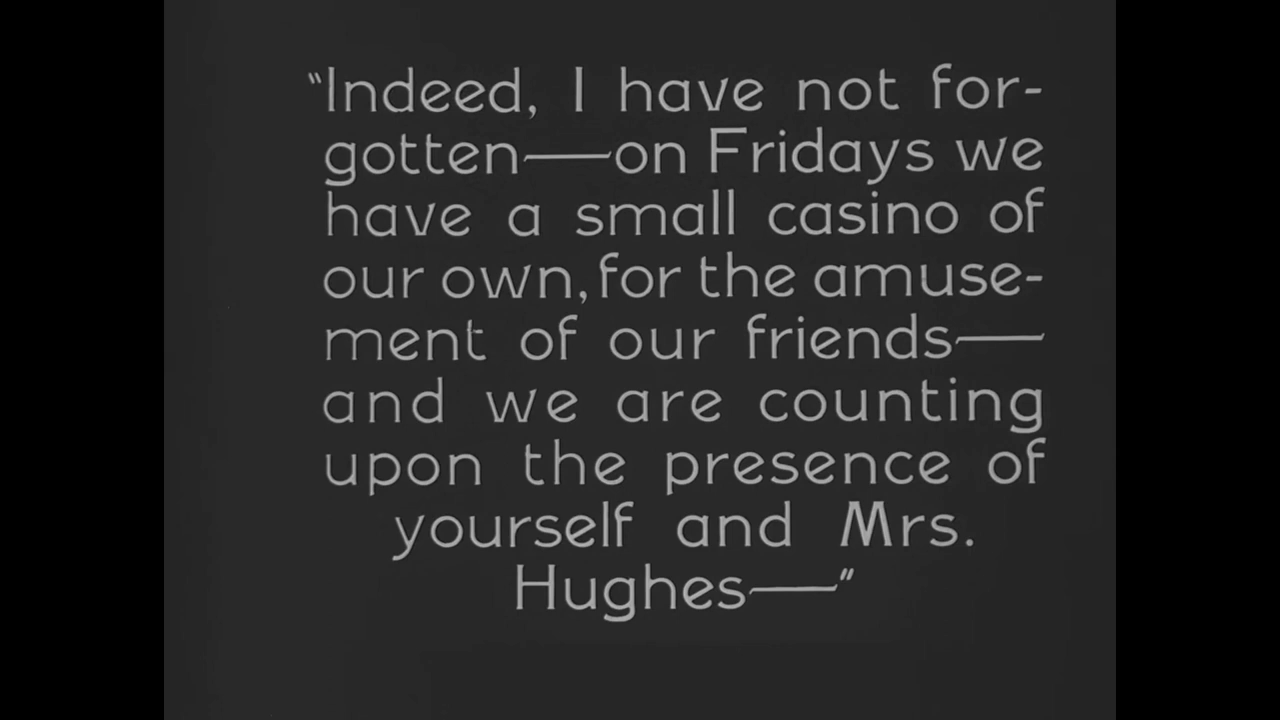 "Indeed, I have not for-
gotten—on Fridays we
have a small casino of
our own, for the amuse-
ment of our friends—
and we are counting
upon the presence of
yourself and Mrs.
Hughes—"